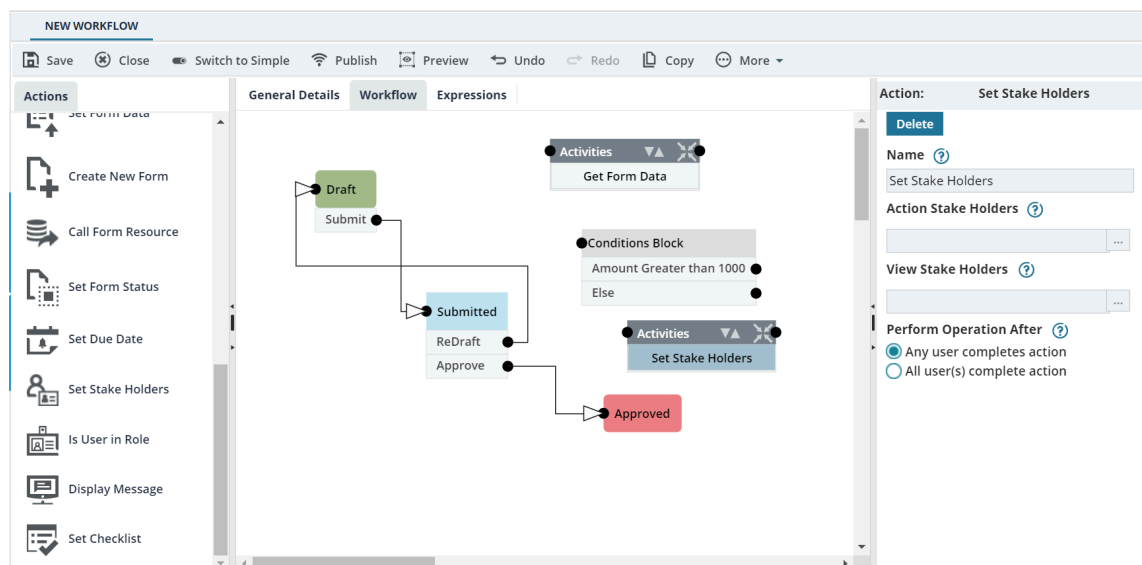 NEW WORKFLOW
Save Close Switch to Simple Publish Preview Undo Redo Copy More
Actions
Set Form Data
Create New Form
Call Form Resource
Set Form Status
Set Due Date
Set Stake Holders
Is User in Role
Display Message
Set Checklist
General Details Workflow Expressions
Activities
Get Form Data
Draft
Submit
Conditions Block
Amount Greater than 1000
Else
Submitted
ReDraft
Approve
Activities
Set Stake Holders
Approved
Action: Set Stake Holders
Delete
Name ?
Set Stake Holders
Action Stake Holders ?
...
View Stake Holders ?
...
Perform Operation After ?
Any user completes action
All user(s) complete action